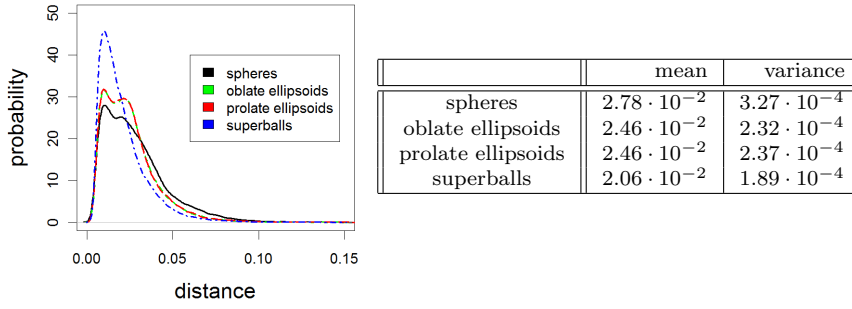 probability
50
40
30
20
10
0
spheres
oblate ellipsoids
prolate ellipsoids
superballs
0.00 0.05 0.10 0.15
distance
mean variance
spheres 2.78 · 10⁻² 3.27 · 10⁻⁴
oblate ellipsoids 2.46 · 10⁻² 2.32 · 10⁻⁴
prolate ellipsoids 2.46 · 10⁻² 2.37 · 10⁻⁴
superballs 2.06 · 10⁻² 1.89 · 10⁻⁴